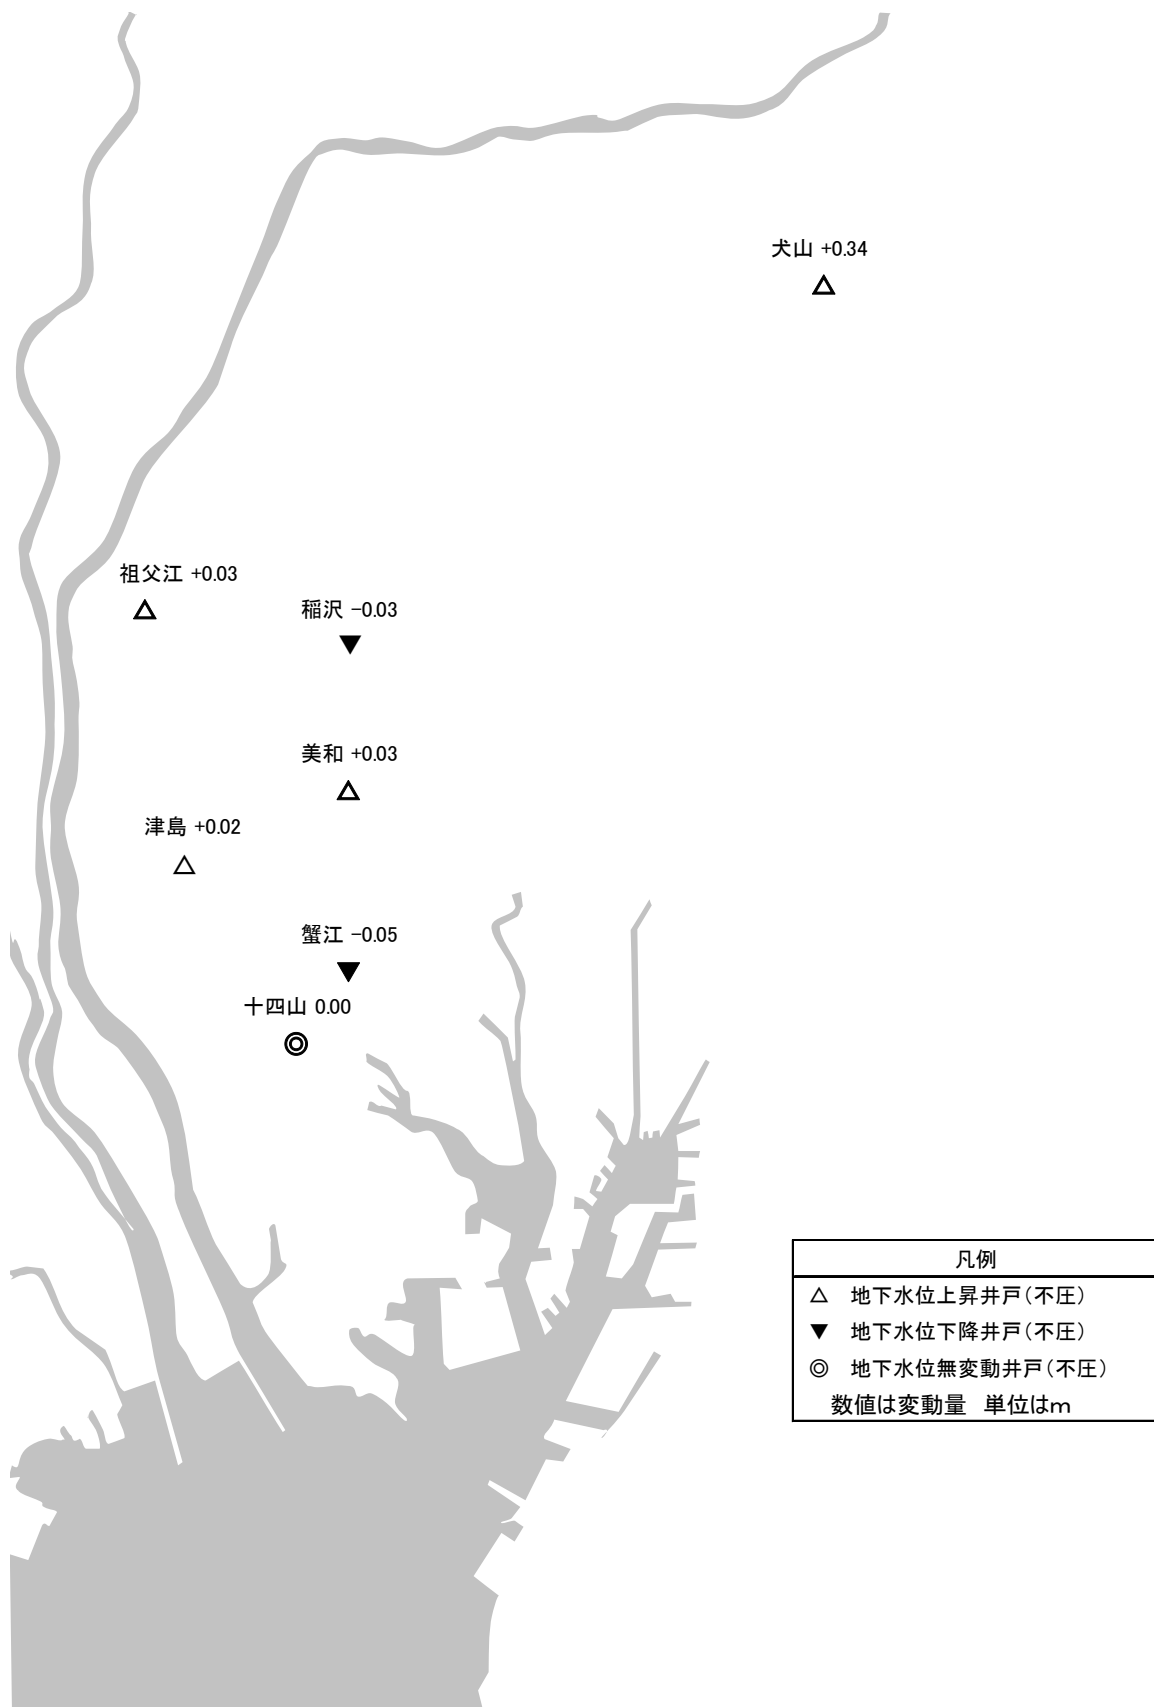 犬山 +0.34
祖父江 +0.03
稲沢 −0.03
美和 +0.03
津島 +0.02
蟹江 −0.05
十四山 0.00
凡例
△ 地下水位上昇井戸(不圧)
▼ 地下水位下降井戸(不圧)
◎ 地下水位無変動井戸(不圧)
数値は変動量 単位はm